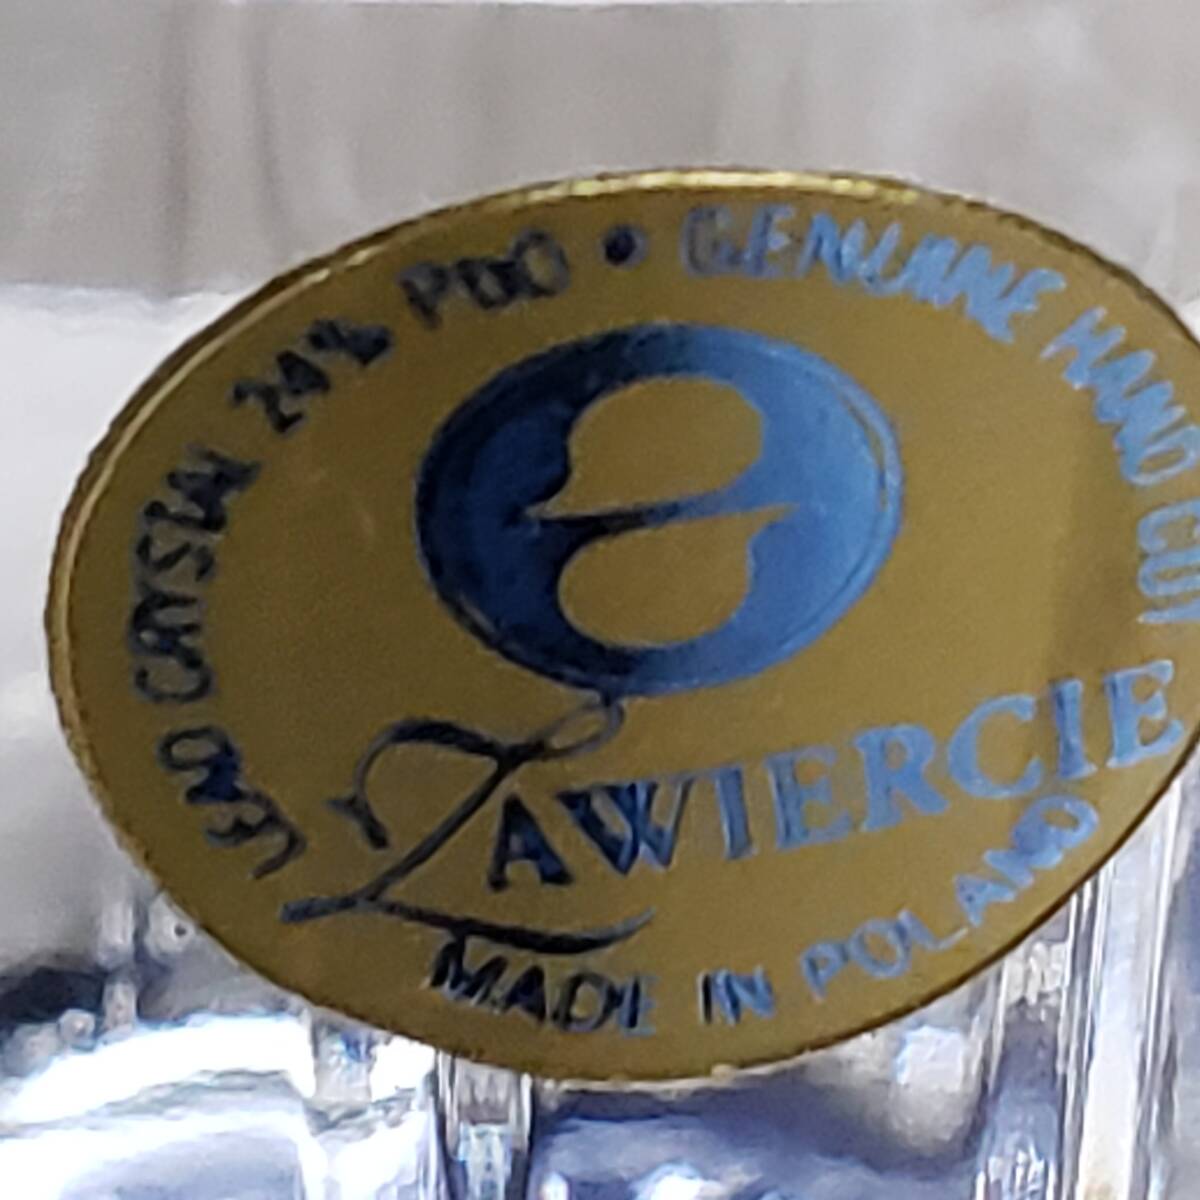 LEAD CRYSTAL 24% PBO • GENUINE HAND CUT
ZAWIERCIE
MADE IN POLAND